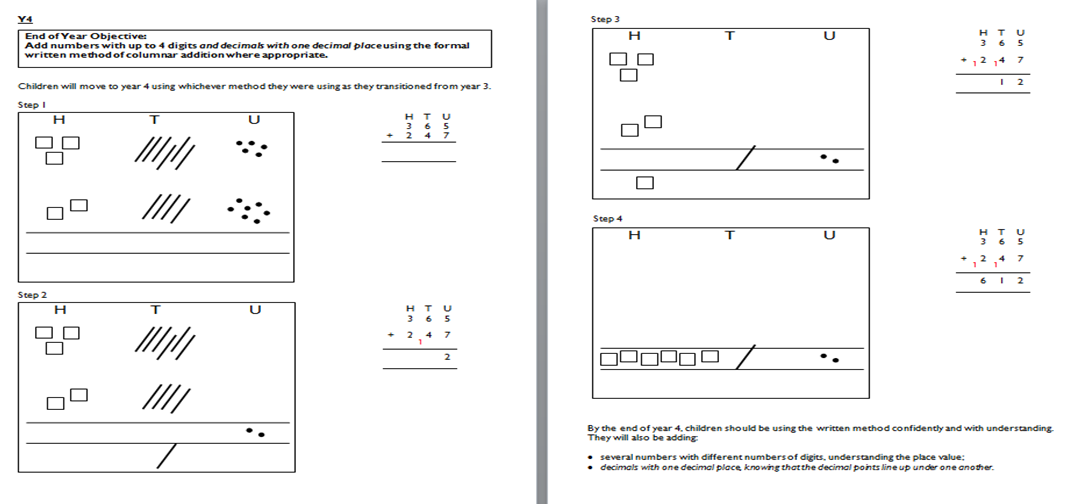 Y4
End of Year Objective:
Add numbers with up to 4 digits and decimals with one decimal place using the formal
written method of columnar addition where appropriate.
Children will move to year 4 using whichever method they were using as they transitioned from year 3.
Step 1
H T U
H T U
3 6 5
+ 2 4 7
Step 2
H T U
H T U
3 6 5
+ 2 1 4 7
2
Step 3
H T U
H T U
3 6 5
+ 1 2 1 4 7
1 2
Step 4
H T U
H T U
3 6 5
+ 1 2 1 4 7
6 1 2
By the end of year 4, children should be using the written method confidently and with understanding.
They will also be adding:
• several numbers with different numbers of digits, understanding the place value;
• decimals with one decimal place, knowing that the decimal points line up under one another.